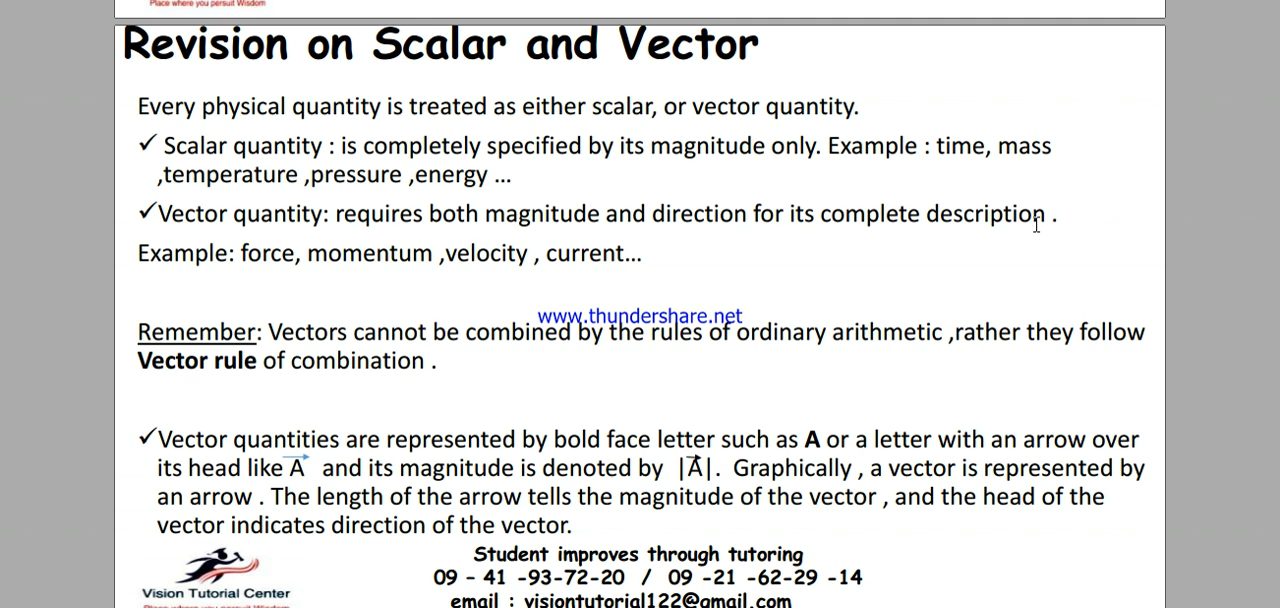 Place where you persuit Wisdom
Revision on Scalar and Vector
Every physical quantity is treated as either scalar, or vector quantity.
✓ Scalar quantity : is completely specified by its magnitude only. Example : time, mass
,temperature ,pressure ,energy ...
✓Vector quantity: requires both magnitude and direction for its complete description .
Example: force, momentum ,velocity , current...
www.thundershare.net
Remember: Vectors cannot be combined by the rules of ordinary arithmetic ,rather they follow
Vector rule of combination .
✓Vector quantities are represented by bold face letter such as A or a letter with an arrow over
its head like A⃗ and its magnitude is denoted by |A⃗|. Graphically , a vector is represented by
an arrow . The length of the arrow tells the magnitude of the vector , and the head of the
vector indicates direction of the vector.
Student improves through tutoring
09 - 41 -93-72-20 / 09 -21 -62-29 -14
email : visiontutorial122@gmail.com
Vision Tutorial Center
Place where you persuit Wisdom